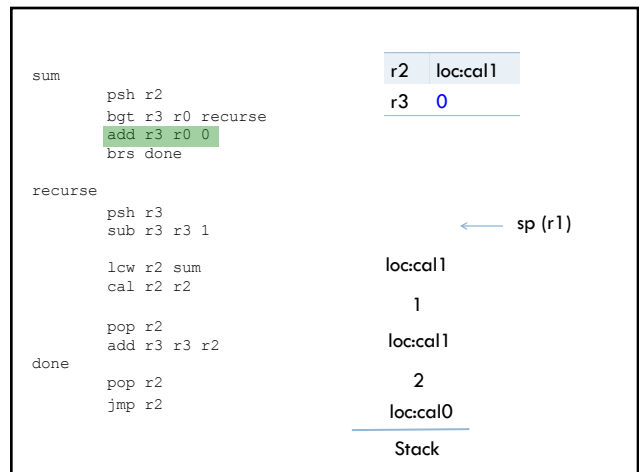 sum
psh r2
bgt r3 r0 recurse
add r3 r0 0
brs done
recurse
psh r3
sub r3 r3 1
lcw r2 sum
cal r2 r2
pop r2
add r3 r3 r2
done
pop r2
jmp r2
r2 loc:cal1
r3 0
sp (r1)
loc:cal1
1
loc:cal1
2
loc:cal0
Stack